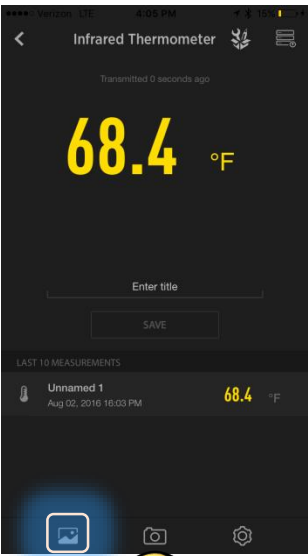 Verizon LTE 4:05 PM 15%
Infrared Thermometer
Transmitted 0 seconds ago
68.4 °F
Enter title
SAVE
LAST 10 MEASUREMENTS
Unnamed 1
Aug 02, 2016 16:03 PM
68.4 °F